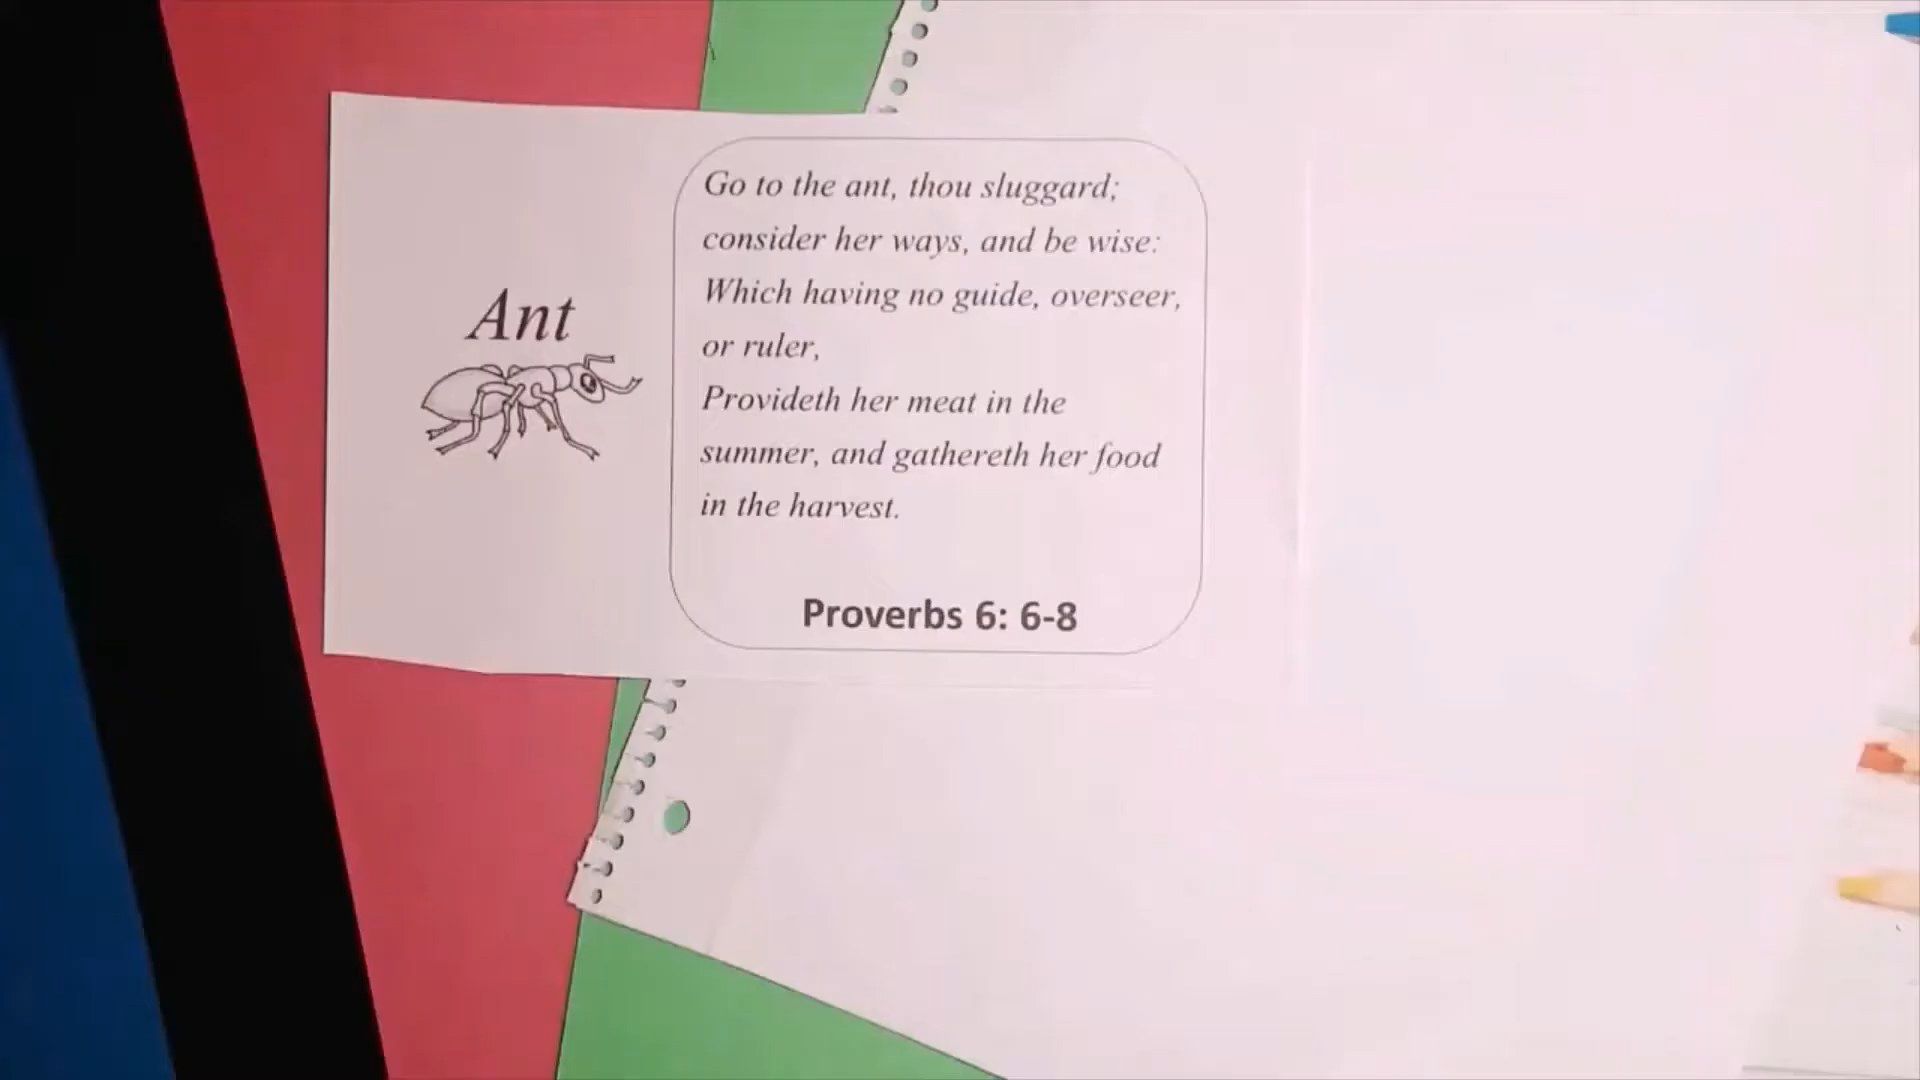 Ant
Go to the ant, thou sluggard;
consider her ways, and be wise:
Which having no guide, overseer,
or ruler,
Provideth her meat in the
summer, and gathereth her food
in the harvest.
Proverbs 6: 6-8